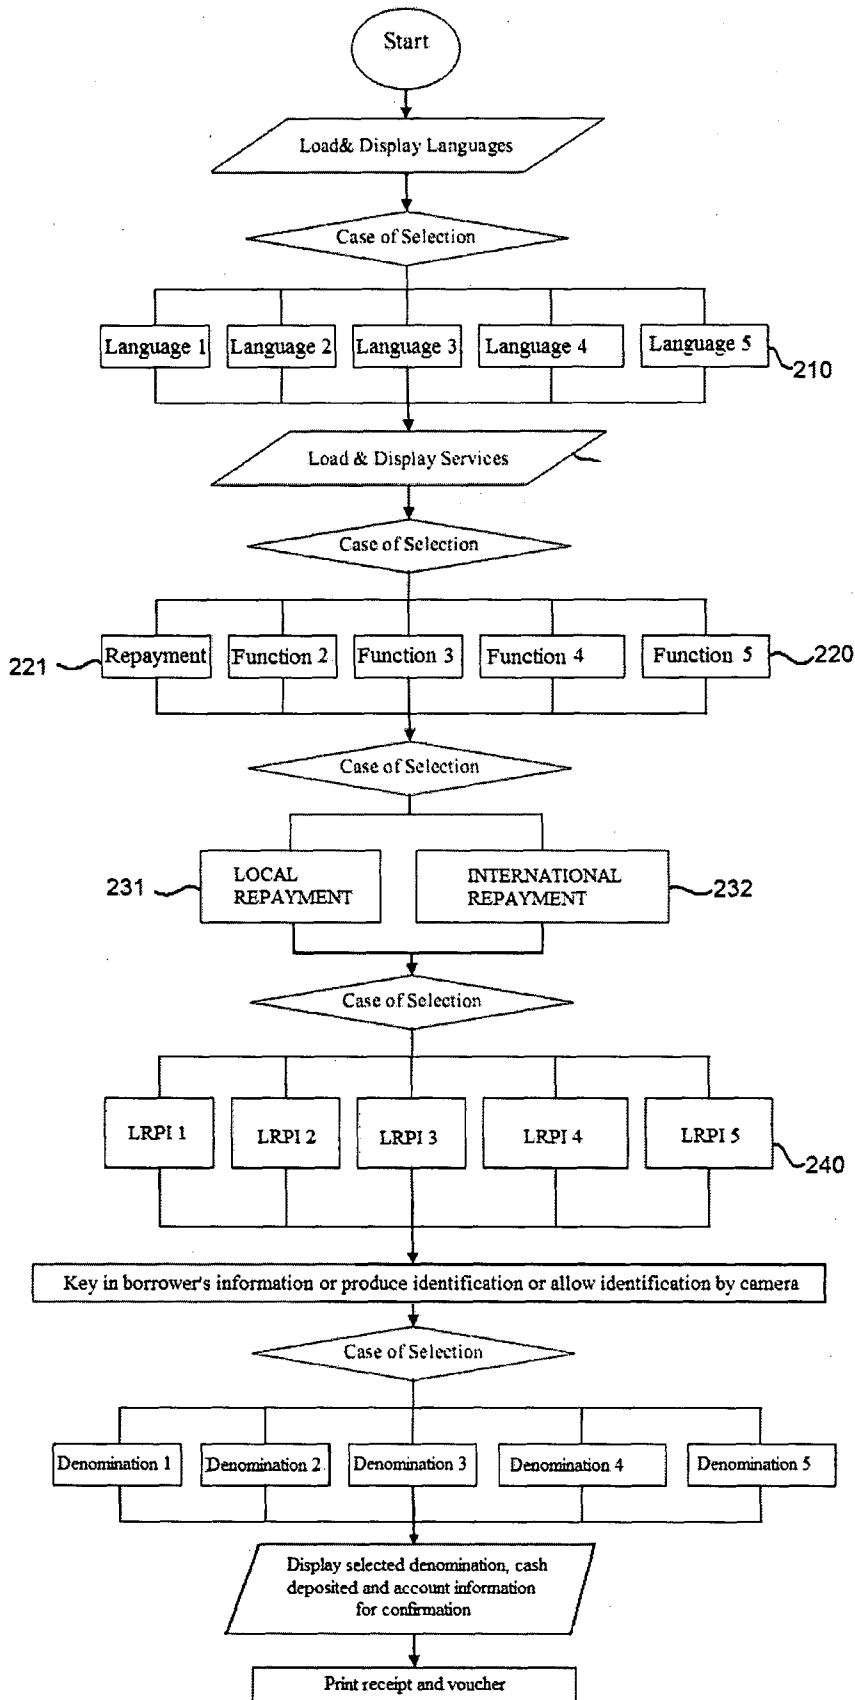 Start
Load& Display Languages
Case of Selection
Language 1 Language 2 Language 3 Language 4 Language 5
210
Load & Display Services
Case of Selection
221 Repayment Function 2 Function 3 Function 4 Function 5 220
Case of Selection
231 LOCAL
REPAYMENT
INTERNATIONAL
REPAYMENT 232
Case of Selection
LRPI 1 LRPI 2 LRPI 3 LRPI 4 LRPI 5
240
Key in borrower's information or produce identification or allow identification by camera
Case of Selection
Denomination 1 Denomination 2 Denomination 3 Denomination 4 Denomination 5
Display selected denomination, cash
deposited and account information
for confirmation
Print receipt and voucher